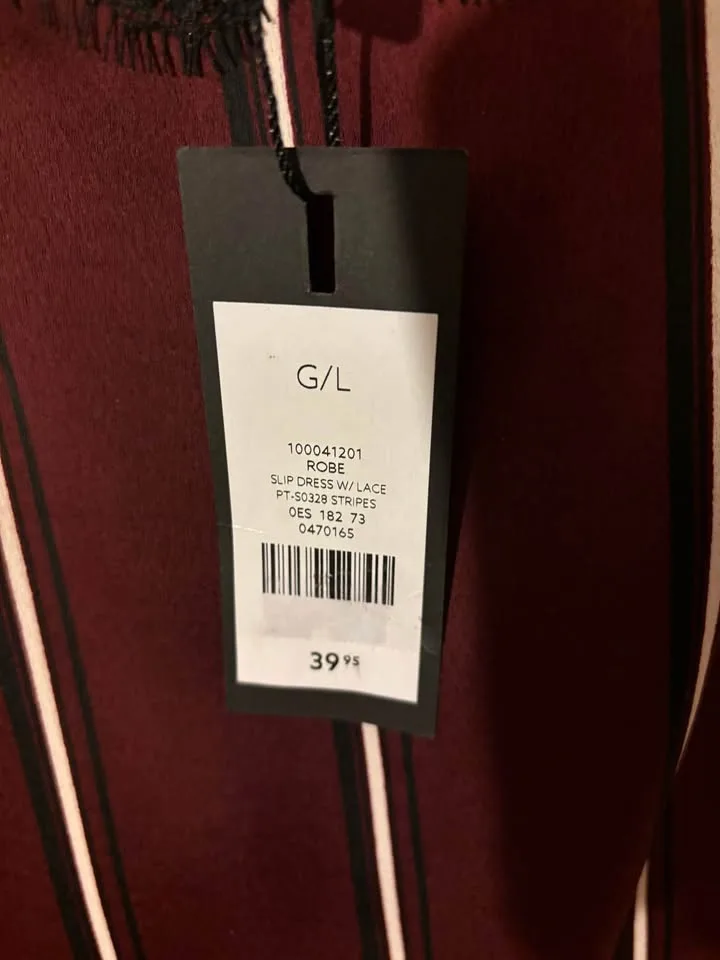 G/L
100041201
ROBE
SLIP DRESS W/ LACE
PT-S0328 STRIPES
0ES 182 73
0470165
39 95